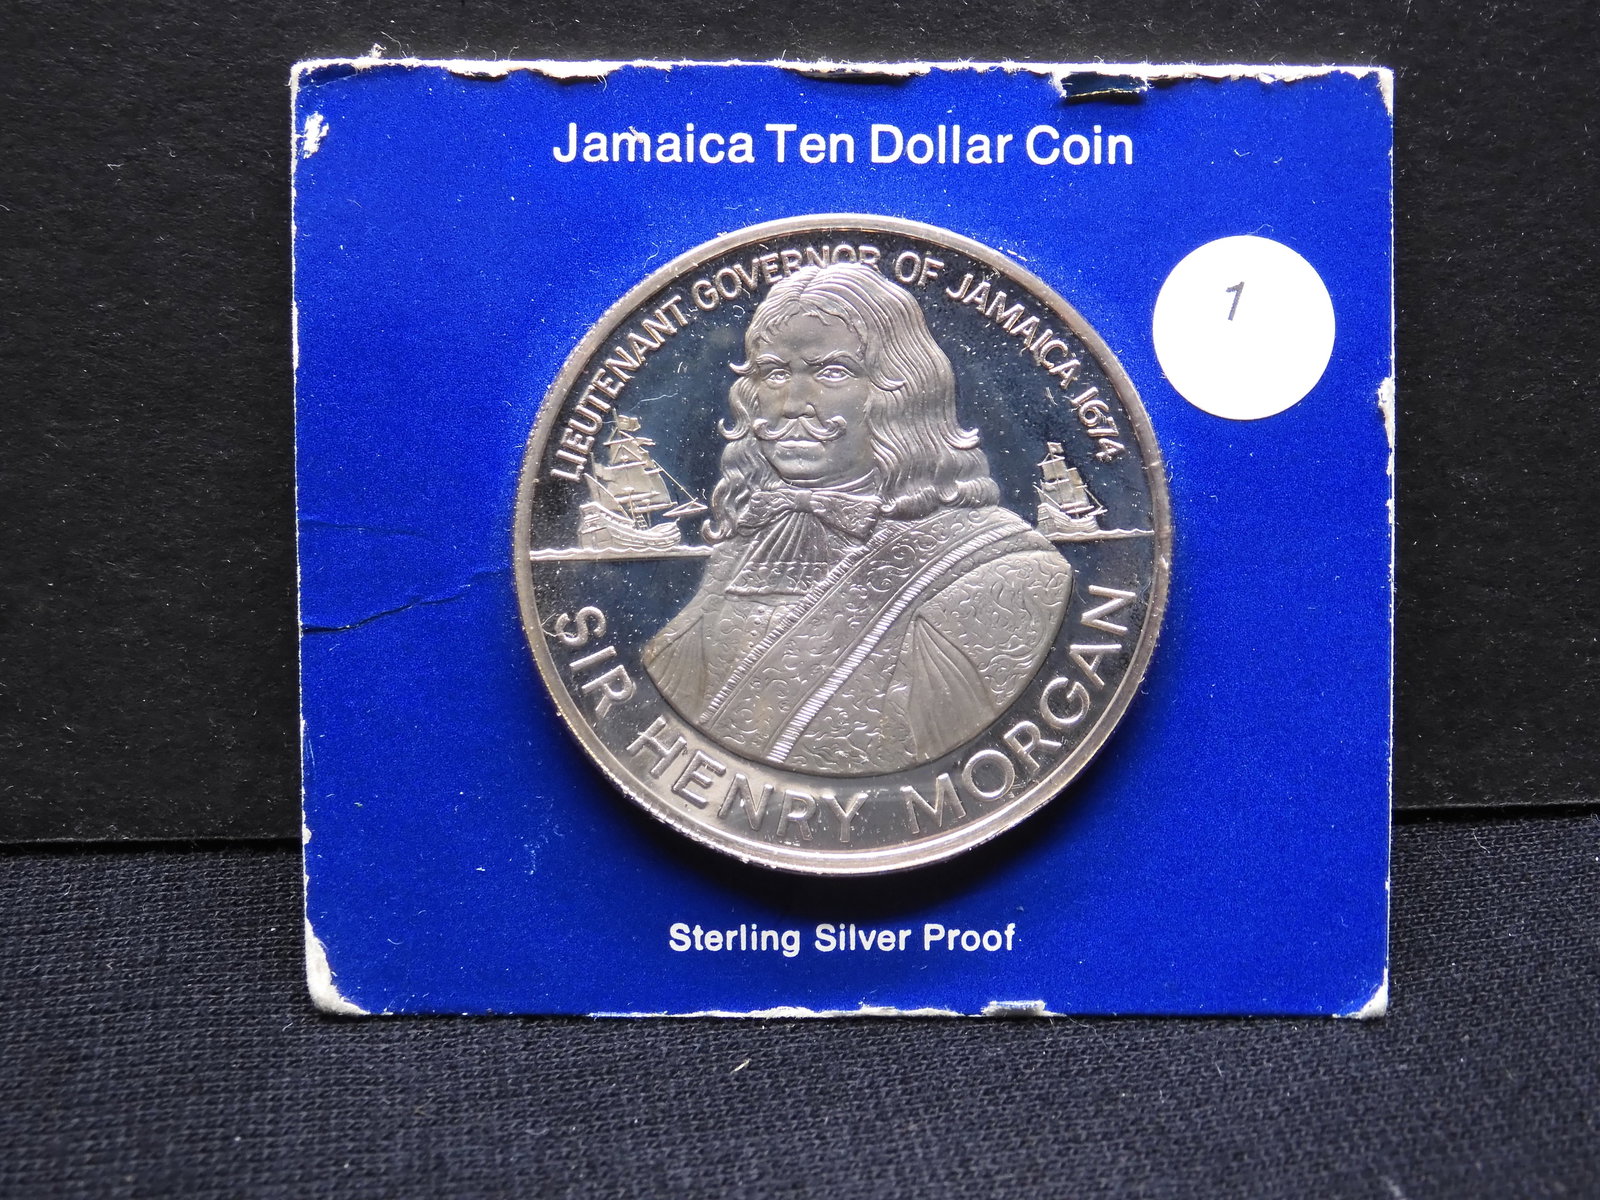 Jamaica Ten Dollar Coin
1
LIEUTENANT GOVERNOR OF JAMAICA 1674
SIR HENRY MORGAN
Sterling Silver Proof